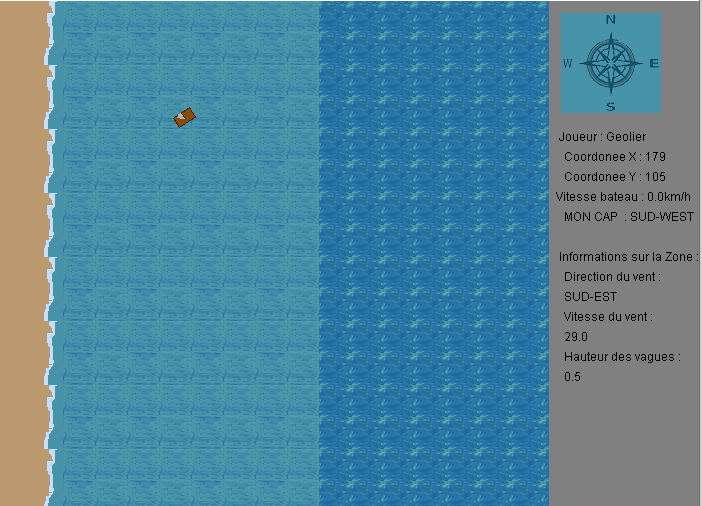 N
W E
S
Joueur : Geolier
Coordonee X : 179
Coordonee Y : 105
Vitesse bateau : 0.0km/h
MON CAP : SUD-WEST
Informations sur la Zone :
Direction du vent :
SUD-EST
Vitesse du vent :
29.0
Hauteur des vagues :
0.5